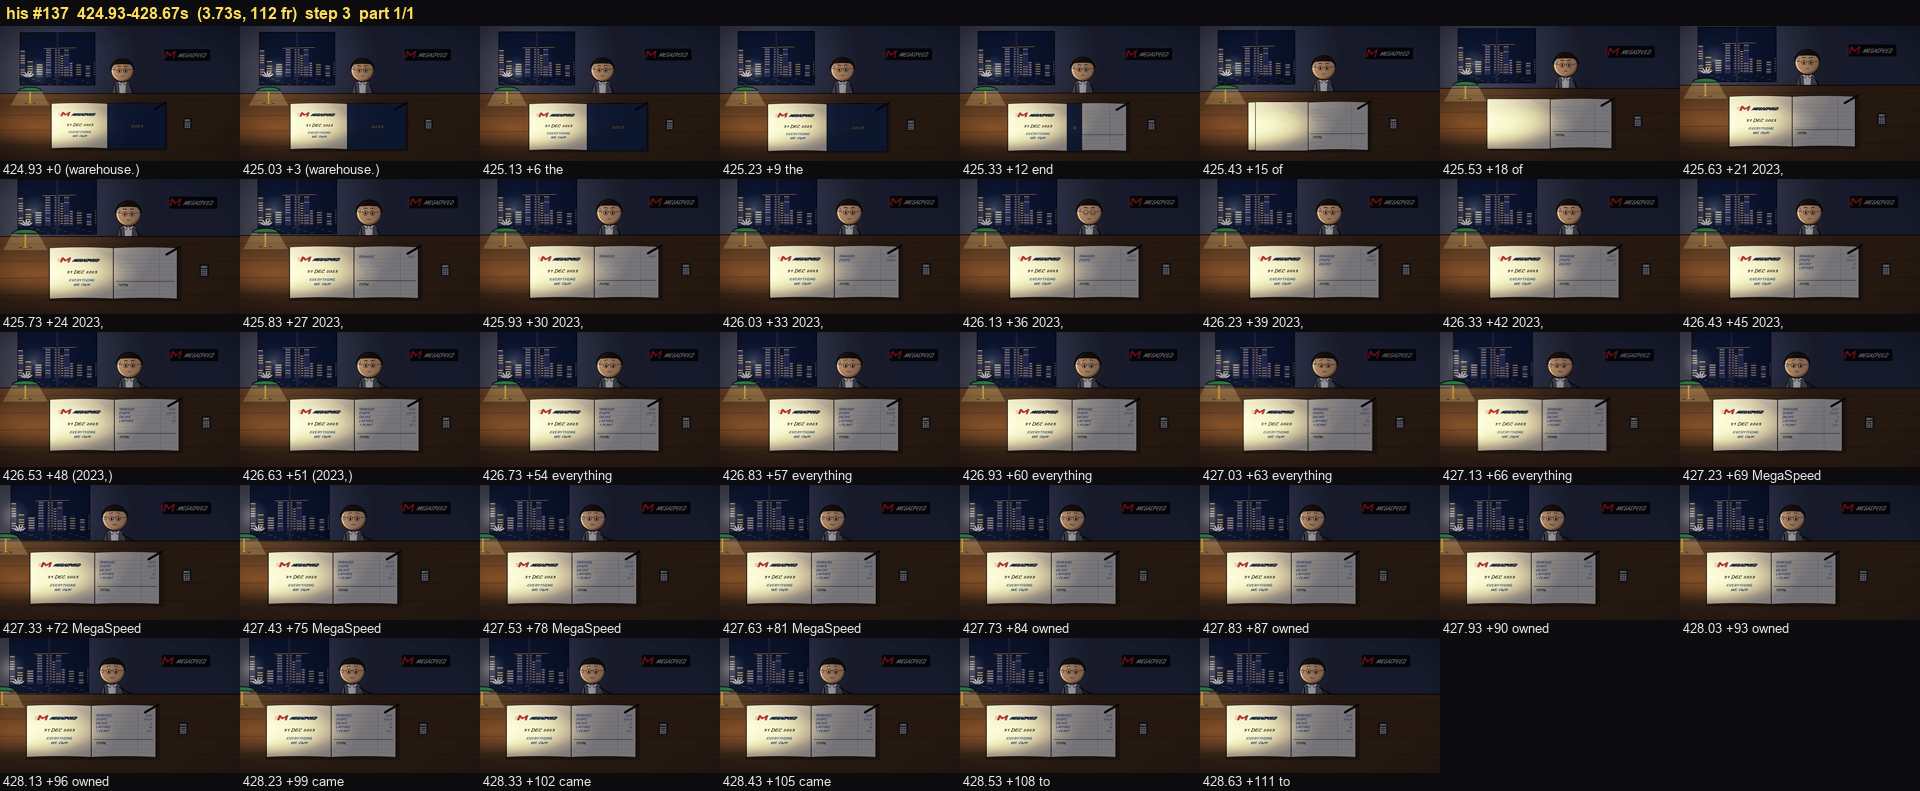 his #137 424.93-428.67s (3.73s, 112 fr) step 3 part 1/1
MEGASPEED
31 DEC 2023
EVERYTHING
WE OWN
424.93 +0 (warehouse.)
425.03 +3 (warehouse.)
425.13 +6 the
425.23 +9 the
425.33 +12 end
425.43 +15 of
425.53 +18 of
425.63 +21 2023,
425.73 +24 2023,
425.83 +27 2023,
425.93 +30 2023,
426.03 +33 2023,
426.13 +36 2023,
426.23 +39 2023,
426.33 +42 2023,
426.43 +45 2023,
426.53 +48 (2023,)
426.63 +51 (2023,)
426.73 +54 everything
426.83 +57 everything
426.93 +60 everything
427.03 +63 everything
427.13 +66 everything
427.23 +69 MegaSpeed
427.33 +72 MegaSpeed
427.43 +75 MegaSpeed
427.53 +78 MegaSpeed
427.63 +81 MegaSpeed
427.73 +84 owned
427.83 +87 owned
427.93 +90 owned
428.03 +93 owned
428.13 +96 owned
428.23 +99 came
428.33 +102 came
428.43 +105 came
428.53 +108 to
428.63 +111 to